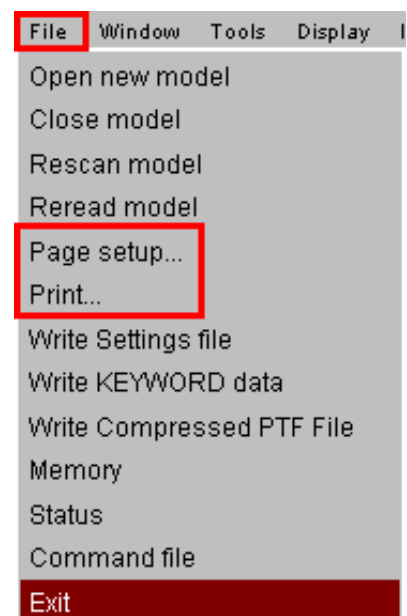 File Window Tools Display
Open new model
Close model
Rescan model
Reread model
Page setup...
Print...
Write Settings file
Write KEYWORD data
Write Compressed PTF File
Memory
Status
Command file
Exit